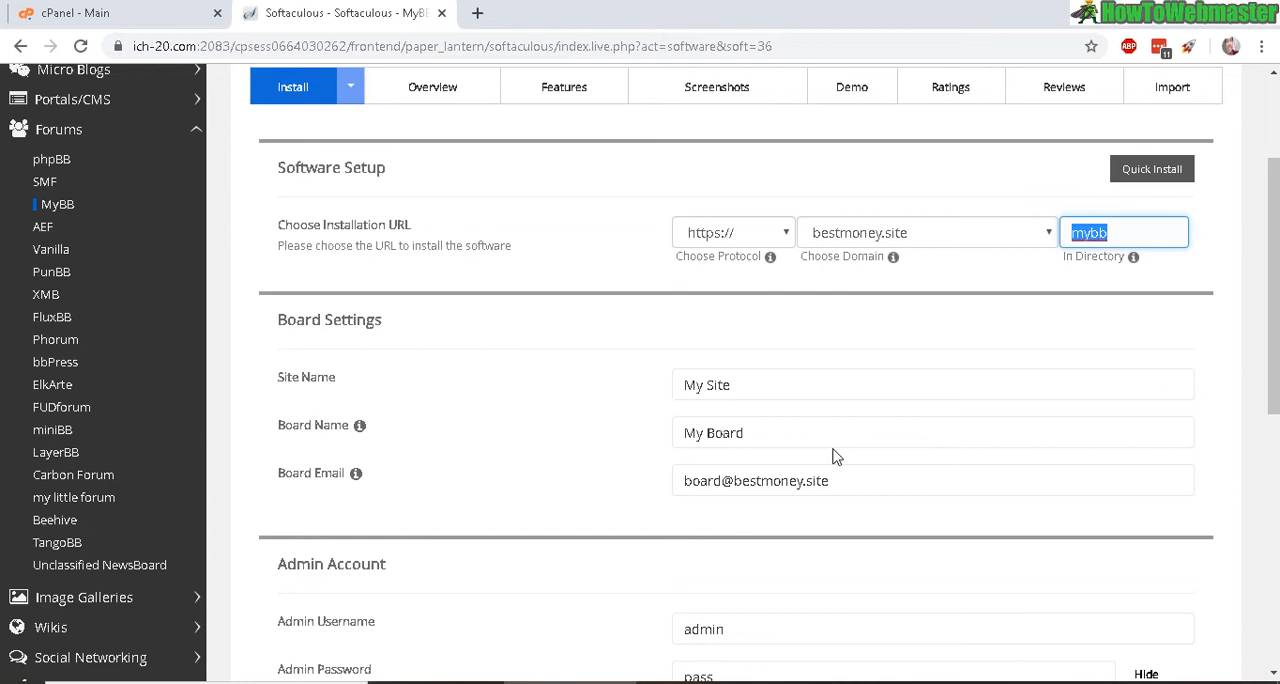 cPanel - Main
Softaculous - Softaculous - MyBB
HowToWebmaster
ich-20.com:2083/cpsess0664030262/frontend/paper_lantern/softaculous/index.live.php?act=software&soft=36
ABP
11
Micro Blogs
Portals/CMS
Forums
phpBB
SMF
MyBB
AEF
Vanilla
PunBB
XMB
FluxBB
Phorum
bbPress
ElkArte
FUDforum
miniBB
LayerBB
Carbon Forum
my little forum
Beehive
TangoBB
Unclassified NewsBoard
Image Galleries
Wikis
Social Networking
Install Overview Features Screenshots Demo Ratings Reviews Import
Software Setup
Quick Install
Choose Installation URL
Please choose the URL to install the software
https:// bestmoney.site mybb
Choose Protocol Choose Domain In Directory
Board Settings
Site Name My Site
Board Name My Board
Board Email board@bestmoney.site
Admin Account
Admin Username admin
Admin Password pass Hide